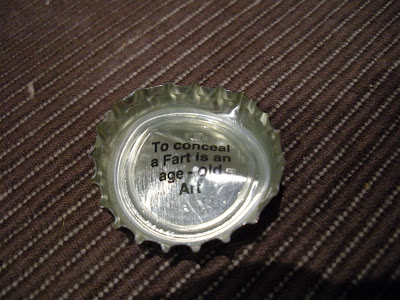 To conceal
a Fart is an
age - old
Art